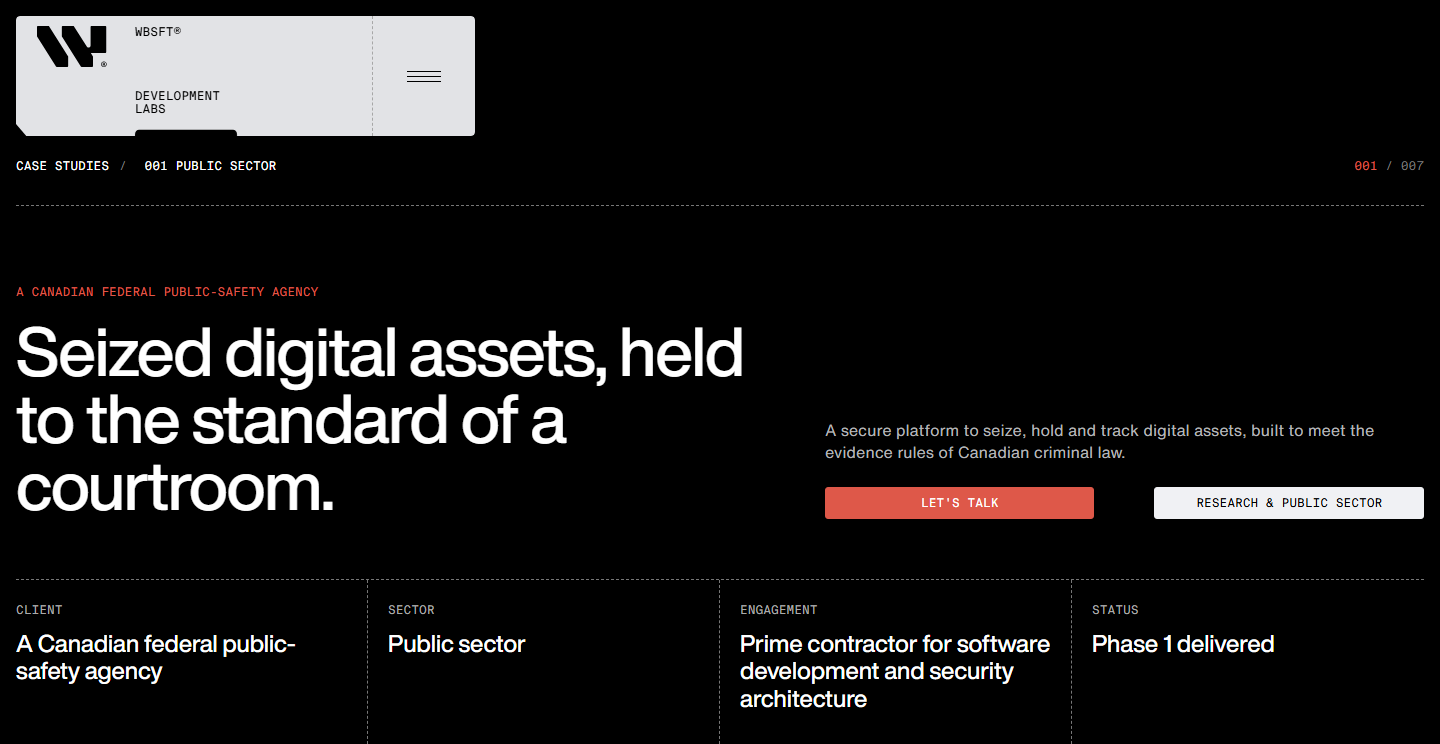 W ®
WBSFT®
DEVELOPMENT
LABS
CASE STUDIES / 001 PUBLIC SECTOR
001 / 007
A CANADIAN FEDERAL PUBLIC-SAFETY AGENCY
Seized digital assets, held
to the standard of a
courtroom.
A secure platform to seize, hold and track digital assets, built to meet the
evidence rules of Canadian criminal law.
LET'S TALK
RESEARCH & PUBLIC SECTOR
CLIENT
A Canadian federal public-
safety agency
SECTOR
Public sector
ENGAGEMENT
Prime contractor for software
development and security
architecture
STATUS
Phase 1 delivered